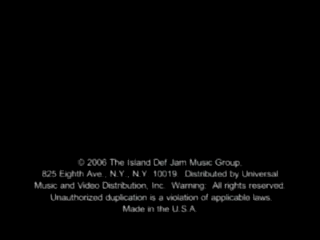 © 2006 The Island Def Jam Music Group,
825 Eighth Ave., N.Y., N.Y. 10019. Distributed by Universal
Music and Video Distribution, Inc. Warning: All rights reserved.
Unauthorized duplication is a violation of applicable laws.
Made in the U.S.A.